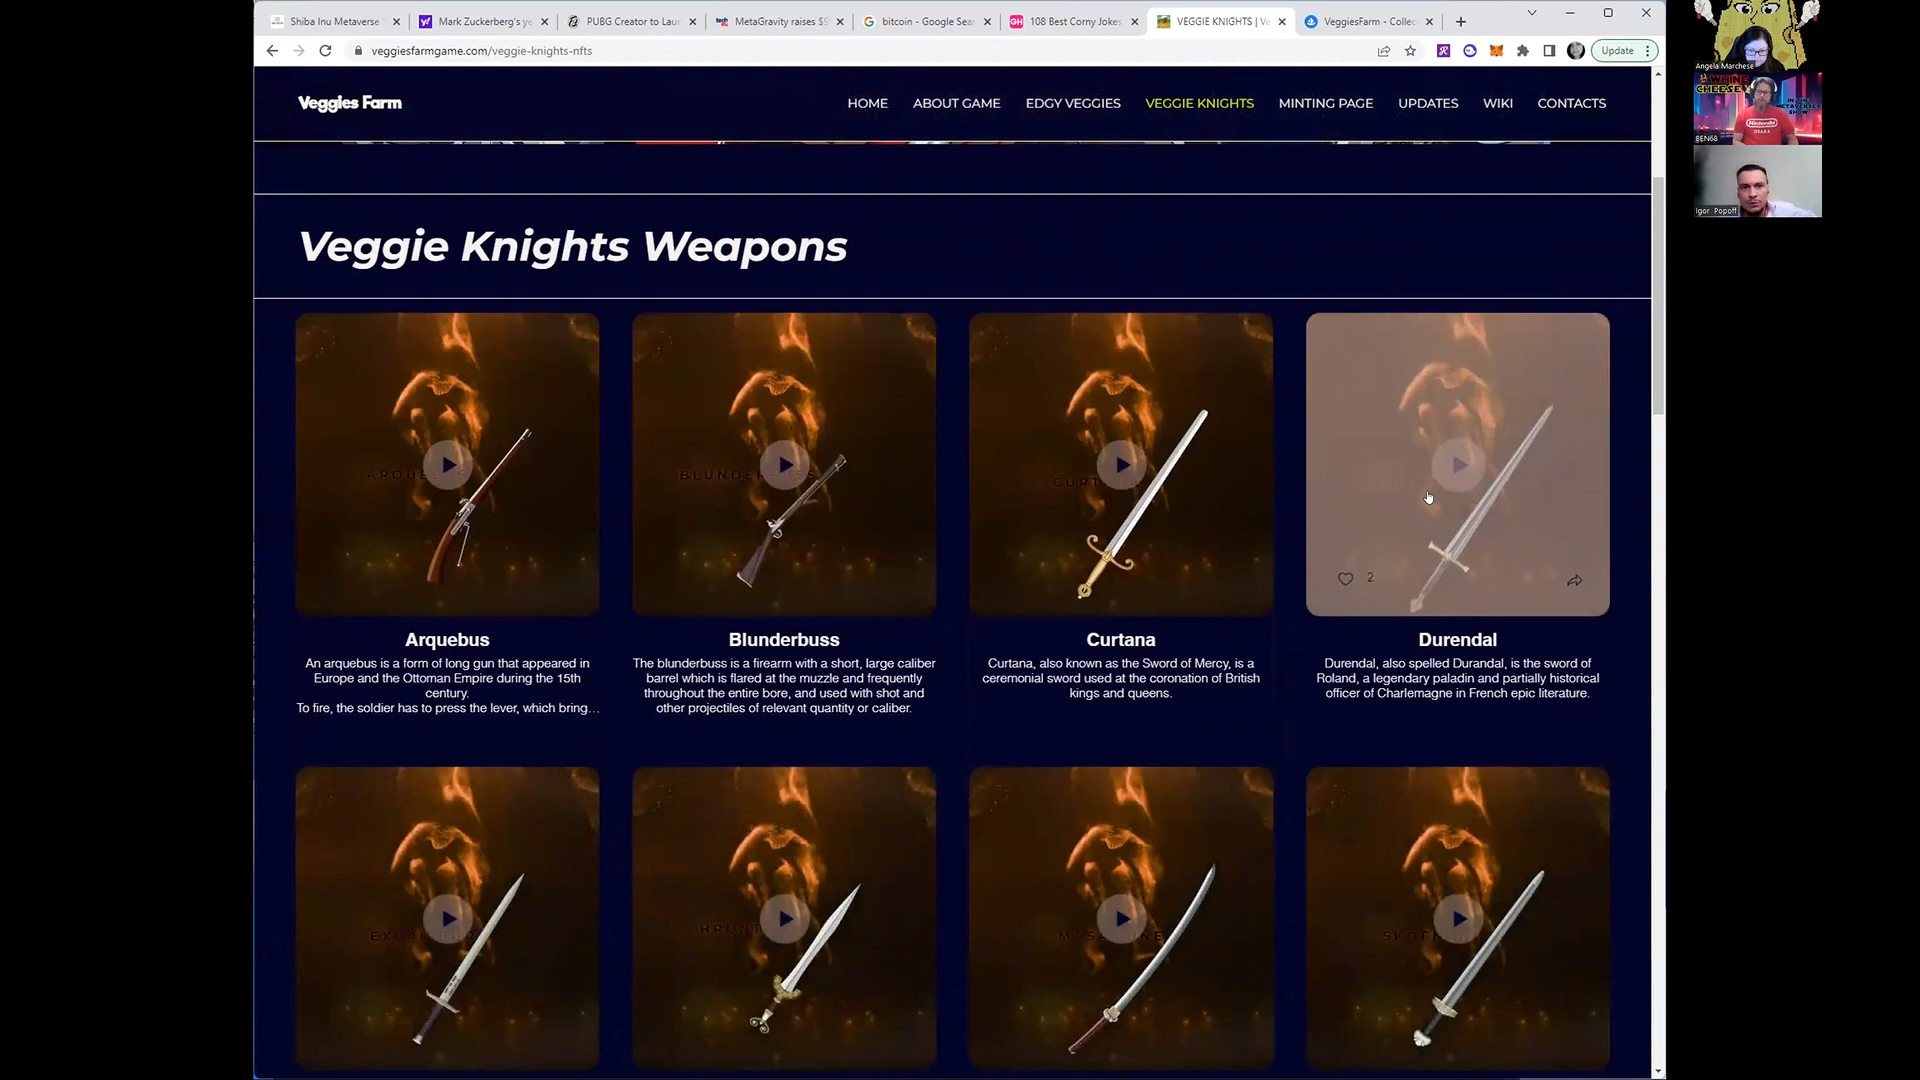 Shiba Inu Metaverse
Mark Zuckerberg's ye
PUBG Creator to Lau
MetaGravity raises $9
bitcoin - Google Sear
108 Best Corny Jokes
VEGGIE KNIGHTS | Ve
VeggiesFarm - Collec
veggiesfarmgame.com/veggie-knights-nfts
Update
Veggies Farm
HOME
ABOUT GAME
EDGY VEGGIES
VEGGIE KNIGHTS
MINTING PAGE
UPDATES
WIKI
CONTACTS
Angela Marchese
WHINE
CHEESE
Nintendo
OSAKA
BEN68
Igor Popoff
Veggie Knights Weapons
2
Arquebus
An arquebus is a form of long gun that appeared in
Europe and the Ottoman Empire during the 15th
century.
To fire, the soldier has to press the lever, which bring...
Blunderbuss
The blunderbuss is a firearm with a short, large caliber
barrel which is flared at the muzzle and frequently
throughout the entire bore, and used with shot and
other projectiles of relevant quantity or caliber.
Curtana
Curtana, also known as the Sword of Mercy, is a
ceremonial sword used at the coronation of British
kings and queens.
Durendal
Durendal, also spelled Durandal, is the sword of
Roland, a legendary paladin and partially historical
officer of Charlemagne in French epic literature.